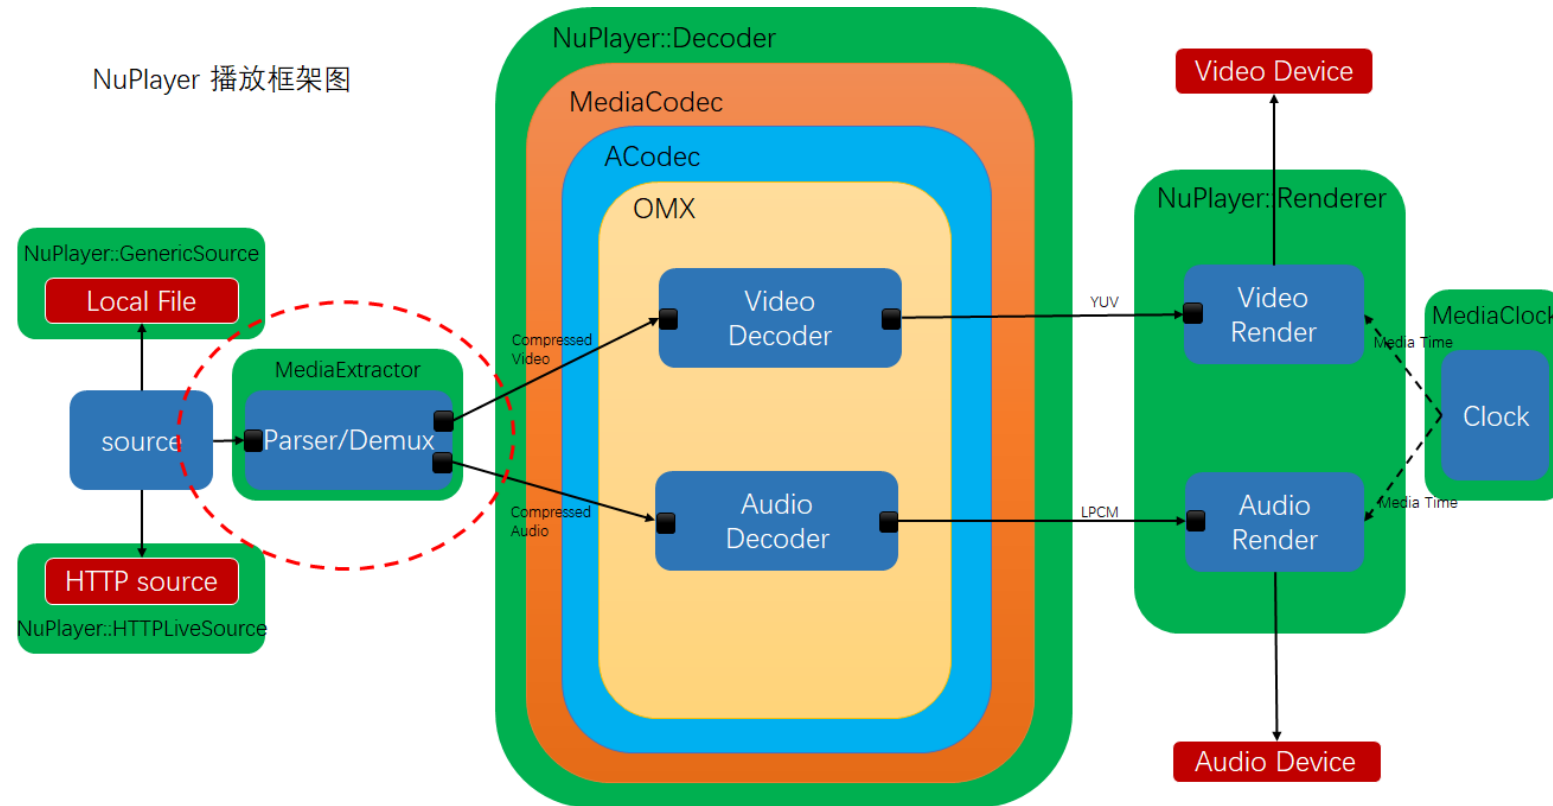 NuPlayer 播放框架图
NuPlayer::GenericSource
Local File
source
HTTP source
NuPlayer::HTTPLiveSource
MediaExtractor
Parser/Demux
Compressed
Video
Compressed
Audio
NuPlayer::Decoder
MediaCodec
ACodec
OMX
Video
Decoder
Audio
Decoder
YUV
LPCM
Video Device
NuPlayer::Renderer
Video
Render
Audio
Render
Audio Device
Media Time
Media Time
MediaClock
Clock